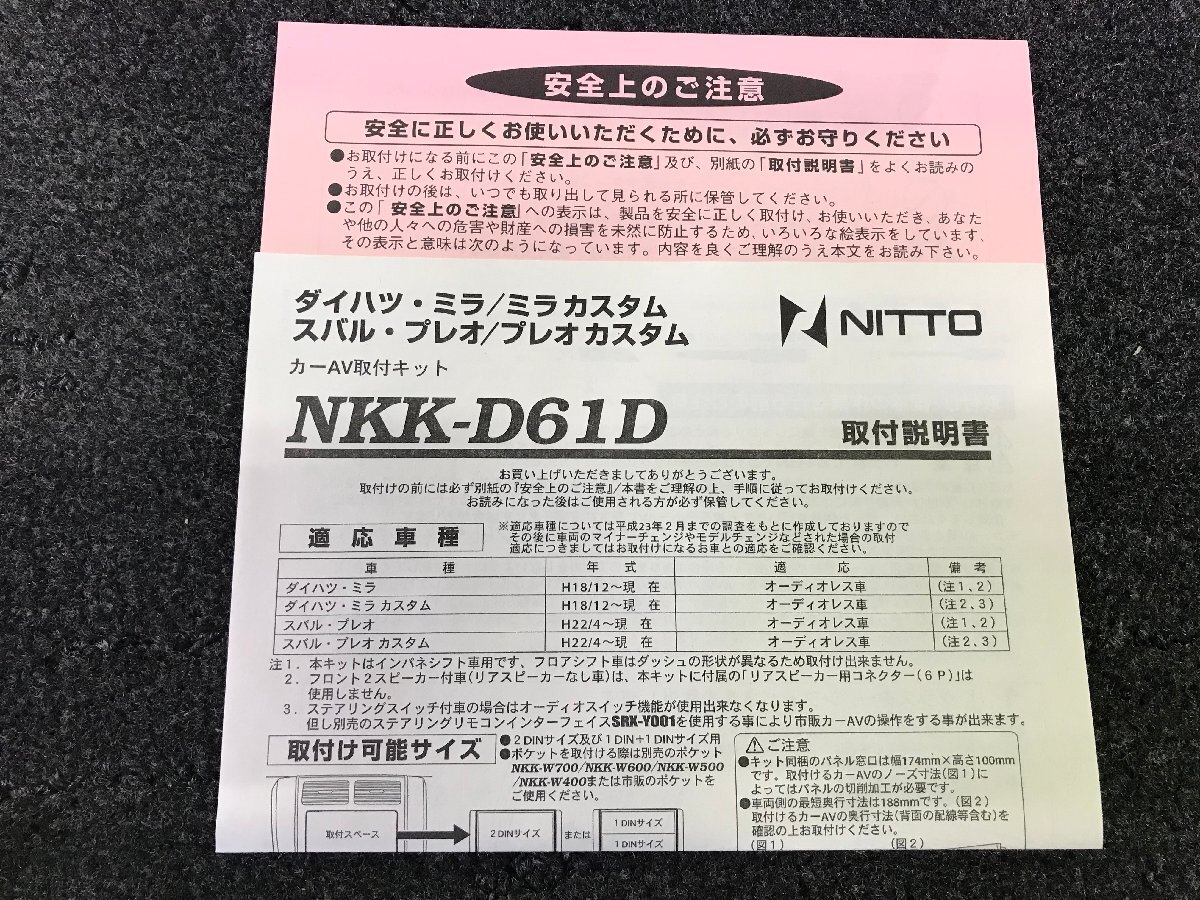 安全上のご注意
安全に正しくお使いいただくために、必ずお守りください
●お取付けになる前にこの「安全上のご注意」及び、別紙の「取付説明書」をよくお読みの
うえ、正しくお取付けください。
●お取付けの後は、いつでも取り出して見られる所に保管してください。
●この「安全上のご注意」への表示は、製品を安全に正しく取付け、お使いいただき、あなた
や他の人々への危害や財産への損害を未然に防止するため、いろいろな絵表示をしています。
その表示と意味は次のようになっています。内容を良くご理解のうえ本文をお読み下さい。
ダイハツ・ミラ/ミラ カスタム
スバル・プレオ/プレオ カスタム
NITTO
カーAV取付キット
NKK-D61D
取付説明書
お買い上げいただきましてありがとうございます。
取付けの前には必ず別紙の『安全上のご注意』/本書をご理解の上、手順に従ってお取付けください。
お読みになった後はご使用される方が必ず保管してください。
適応車種
※適応車種については平成23年2月までの調査をもとに作成しておりますので
その後に車両のマイナーチェンジやモデルチェンジなどされた場合の取付
適応につきましてはお取付けになるお車との適応をご確認ください。
車種 年式 適応 備考
ダイハツ・ミラ H18/12～現在 オーディオレス車 (注1、2)
ダイハツ・ミラ カスタム H18/12～現在 オーディオレス車 (注2、3)
スバル・プレオ H22/4～現在 オーディオレス車 (注1、2)
スバル・プレオ カスタム H22/4～現在 オーディオレス車 (注2、3)
注1．本キットはインパネシフト車用です、フロアシフト車はダッシュの形状が異なるため取付け出来ません。
2．フロント2スピーカー付車(リアスピーカーなし車)は、本キットに付属の「リアスピーカー用コネクター(6P)」は
使用しません。
3．ステアリングスイッチ付車の場合はオーディオスイッチ機能が使用出来なくなります。
但し別売のステアリングリモコンインターフェイスSRX-Y001を使用する事により市販カーAVの操作をする事が出来ます。
取付け可能サイズ
●2DINサイズ及び1DIN＋1DINサイズ用
●ポケットを取付ける際は別売のポケット
NKK-W700/NKK-W600/NKK-W500
/NKK-W400または市販のポケットを
ご使用ください。
取付スペース
2DINサイズ
または
1DINサイズ
1DINサイズ
⚠ご注意
●キット同梱のパネル窓口は幅174mm×高さ100mm
です。取付けるカーAVのノーズ寸法(図1)に
よってはパネルの切削加工が必要です。
●車両側の最短奥行寸法は188mmです。(図2)
取付けるカーAVの奥行寸法(背面の配線等含む)を
確認の上お取付けください。
(図1) (図2)